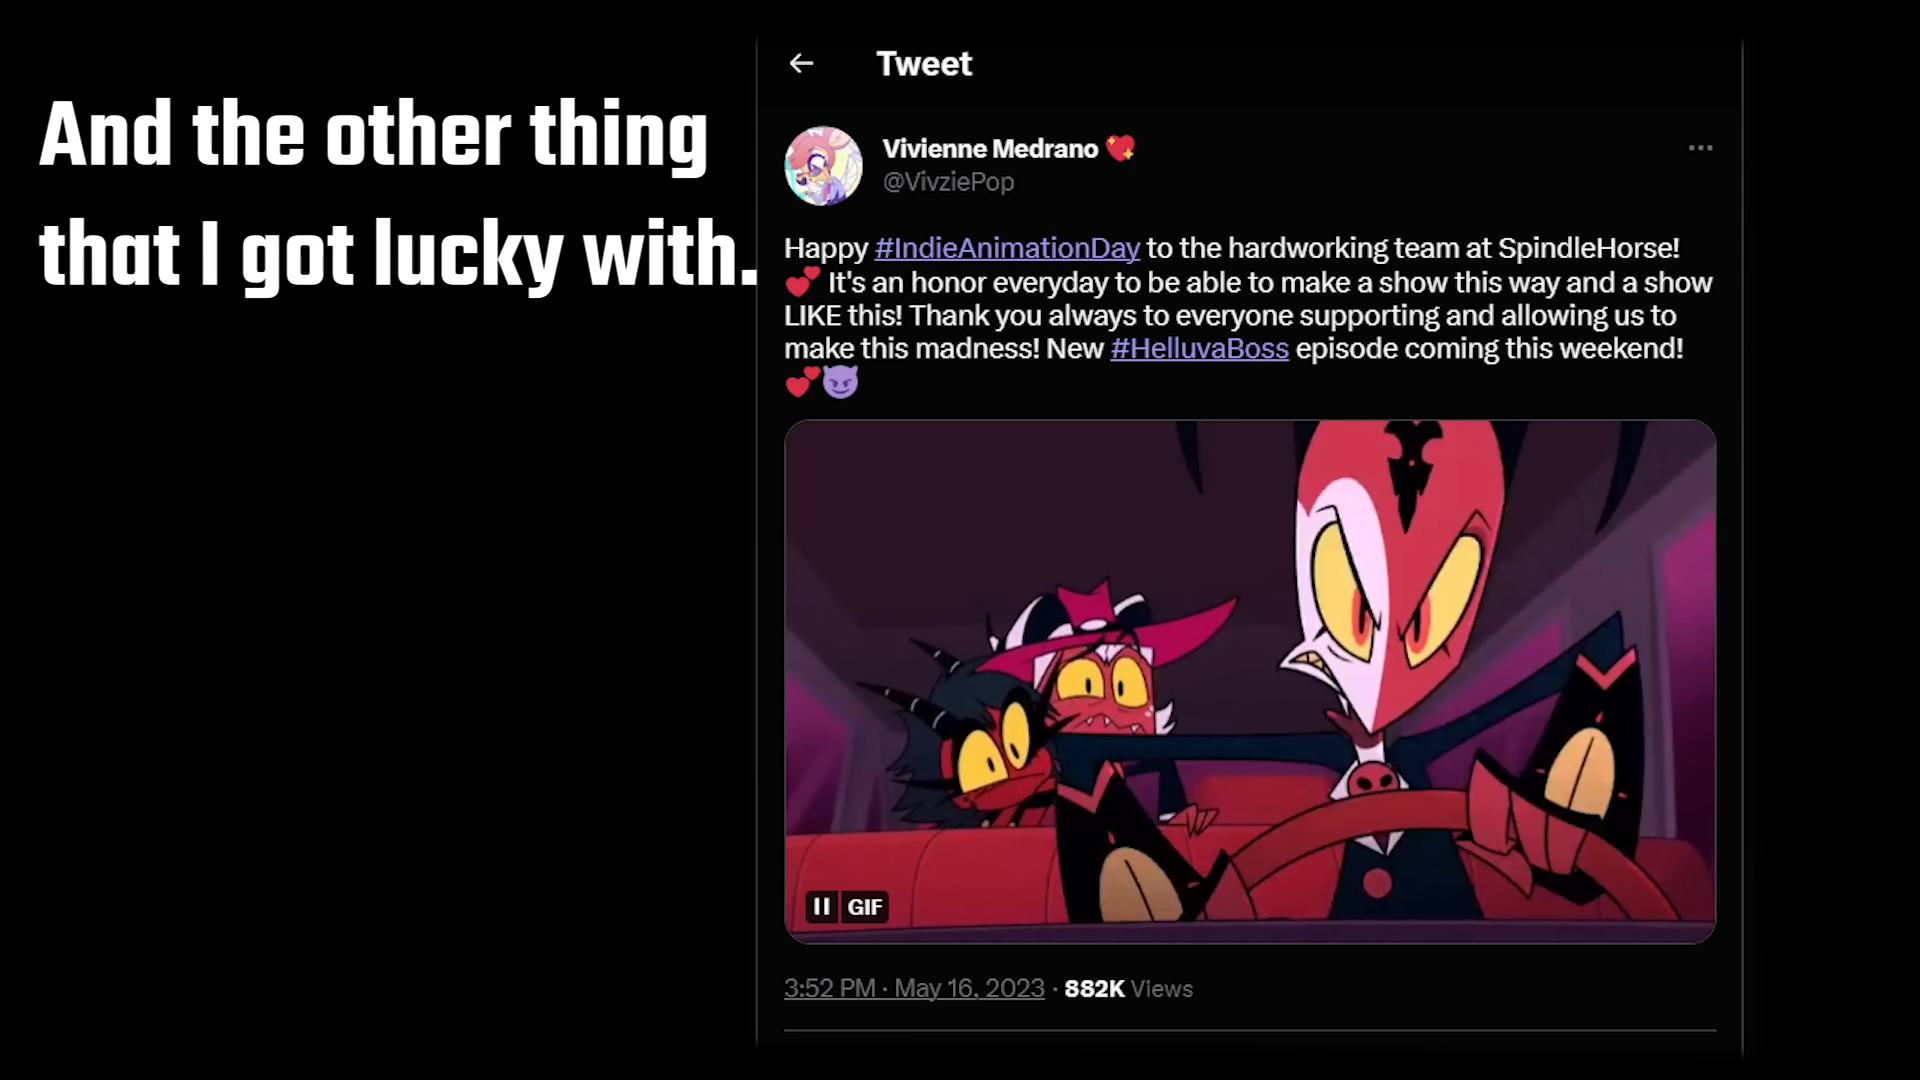 And the other thing
that I got lucky with.
Tweet
Vivienne Medrano 💖
@VivziePop
Happy #IndieAnimationDay to the hardworking team at SpindleHorse!
💕 It's an honor everyday to be able to make a show this way and a show
LIKE this! Thank you always to everyone supporting and allowing us to
make this madness! New #HelluvaBoss episode coming this weekend!
💕😈
GIF
3:52 PM · May 16, 2023 · 882K Views